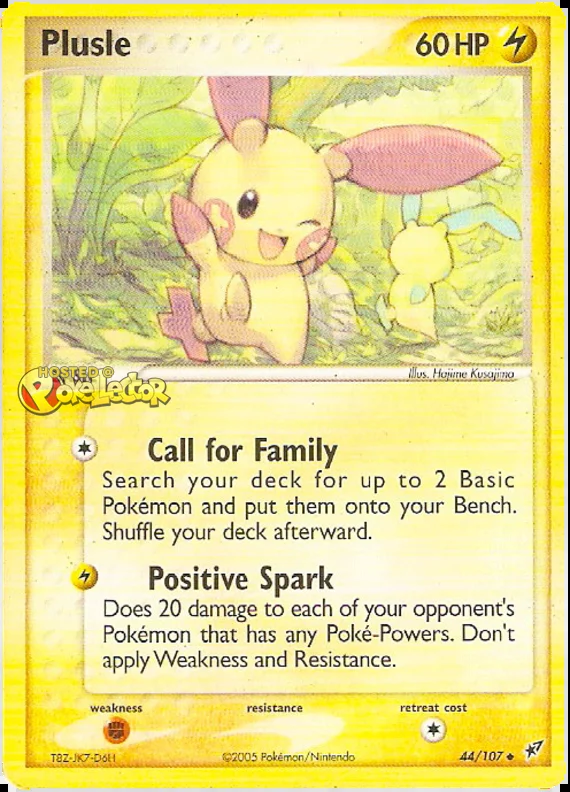 Plusle
60 HP
HOSTED @
PokéLector
Illus. Hajime Kusajima
Call for Family
Search your deck for up to 2 Basic
Pokémon and put them onto your Bench.
Shuffle your deck afterward.
Positive Spark
Does 20 damage to each of your opponent's
Pokémon that has any Poké-Powers. Don't
apply Weakness and Resistance.
weakness resistance retreat cost
T8Z-JK7-D6H ©2005 Pokémon/Nintendo 44/107